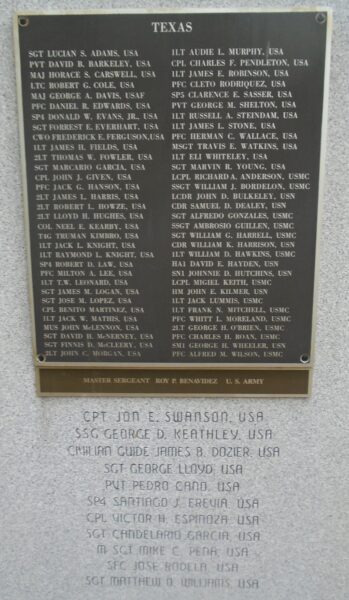 TEXAS
SGT LUCIAN S. ADAMS, USA
PVT DAVID B. BARKELEY, USA
MAJ HORACE S. CARSWELL, USA
LTC ROBERT G. COLE, USA
MAJ GEORGE A. DAVIS, USAF
PFC DANIEL R. EDWARDS, USA
SP4 DONALD W. EVANS, JR., USA
SGT FORREST E. EVERHART, USA
CWO FREDERICK E. FERGUSON, USA
1LT JAMES H. FIELDS, USA
2LT THOMAS W. FOWLER, USA
SGT MARCARIO GARCIA, USA
CPL JOHN J. GIVEN, USA
PFC JACK G. HANSON, USA
2LT JAMES L. HARRIS, USA
2LT ROBERT L. HOWZE, USA
2LT LLOYD H. HUGHES, USA
COL NEEL E. KEARBY, USA
T4G TRUMAN KIMBRO, USA
1LT JACK L. KNIGHT, USA
1LT RAYMOND L. KNIGHT, USA
SP4 ROBERT D. LAW, USA
PFC MILTON A. LEE, USA
1LT T.W. LEONARD, USA
SGT JAMES M. LOGAN, USA
SGT JOSE M. LOPEZ, USA
CPL BENITO MARTINEZ, USA
1LT JACK W. MATHIS, USA
MUS JOHN McLENNON, USA
SGT DAVID H. McNERNEY, USA
SGT FINNIS D. McCLEERY, USA
2LT JOHN C. MORGAN, USA
1LT AUDIE L. MURPHY, USA
CPL CHARLES F. PENDLETON, USA
1LT JAMES E. ROBINSON, USA
PFC CLETO RODRIQUEZ, USA
SP5 CLARENCE E. SASSER, USA
PVT GEORGE M. SHELTON, USA
1LT RUSSELL A. STEINDAM, USA
1LT JAMES L. STONE, USA
PFC HERMAN C. WALLACE, USA
MSGT TRAVIS E. WATKINS, USA
1LT ELI WHITELEY, USA
SGT MARVIN R. YOUNG, USA
LCPL RICHARD A. ANDERSON, USMC
SSGT WILLIAM J. BORDELON, USMC
LCDR JOHN D. BULKELEY, USN
CDR SAMUEL D. DEALEY, USN
SGT ALFREDO GONZALES, USMC
SSGT AMBROSIO GUILLEN, USMC
SGT WILLIAM G. HARRELL, USMC
CDR WILLIAM K. HARRISON, USN
1LT WILLIAM D. HAWKINS, USMC
HA1 DAVID E. HAYDEN, USN
SN1 JOHNNIE D. HUTCHINS, USN
LCPL MIGIEL KEITH, USMC
HM JOHN E. KILMER, USN
1LT JACK LUMMIS, USMC
1LT FRANK N. MITCHELL, USMC
PFC WHITT L. MORELAND, USMC
2LT GEORGE H. O'BRIEN, USMC
PFC CHARLES H. ROAN, USMC
SM1 GEORGE H. WHEELER, USN
PFC ALFRED M. WILSON, USMC
MASTER SERGEANT ROY P. BENAVIDEZ U. S. ARMY
CPT JON E. SWANSON, USA
SSG GEORGE D. KEATHLEY, USA
CIVILIAN GUIDE JAMES B. DOZIER, USA
SGT GEORGE LLOYD, USA
PVT PEDRO CANO, USA
SP4 SANTIAGO J. EREVIA, USA
CPL VICTOR H. ESPINOZA, USA
SGT CANDELARIO GARCIA, USA
M SGT MIKE C. PENA, USA
SFC JOSE RODELA, USA
SGT MATTHEW O. WILLIAMS, USA